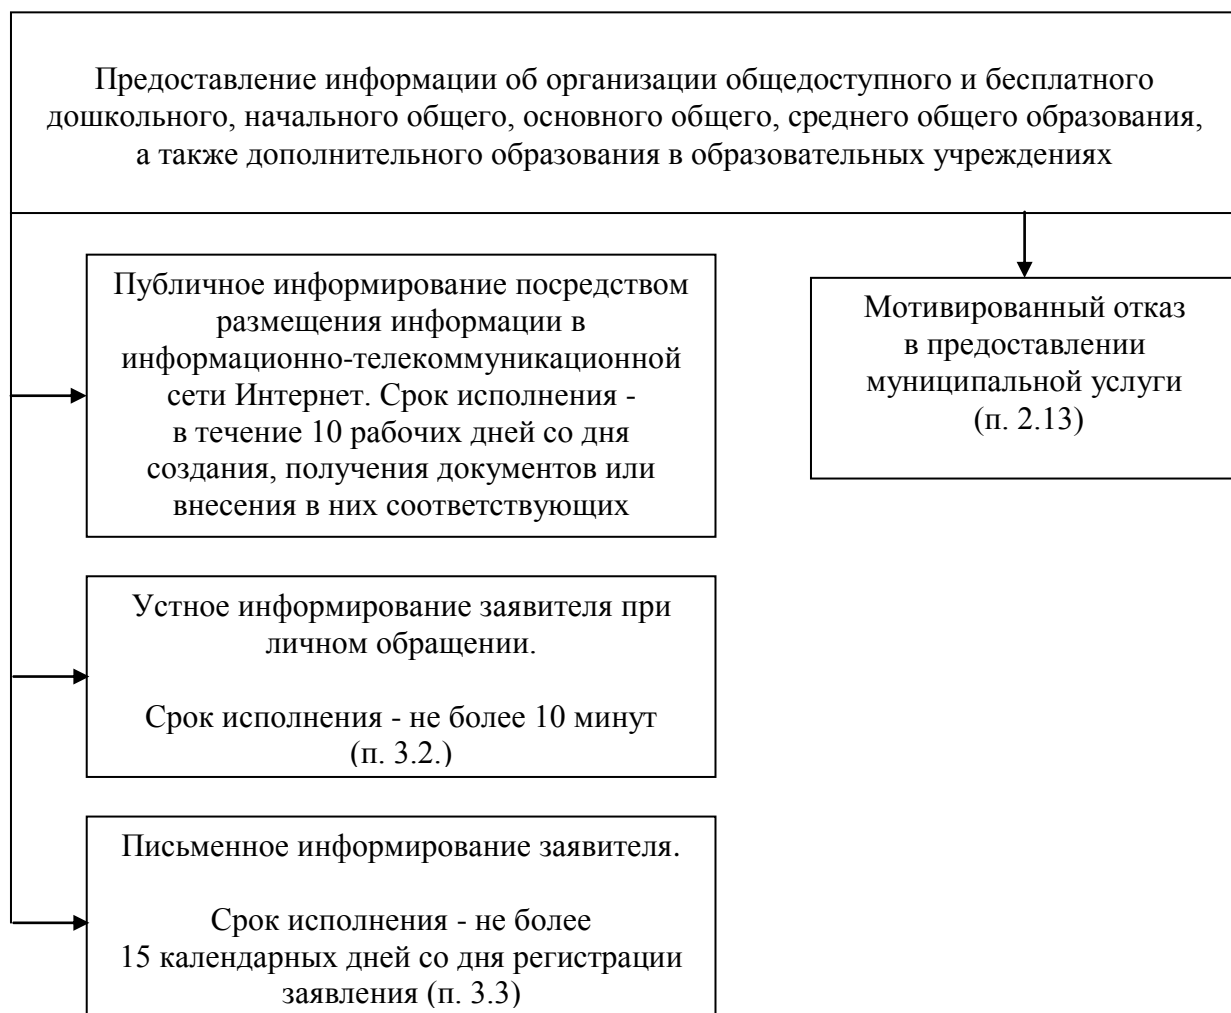 Предоставление информации об организации общедоступного и бесплатного
дошкольного, начального общего, основного общего, среднего общего образования,
а также дополнительного образования в образовательных учреждениях
Публичное информирование посредством
размещения информации в
информационно-телекоммуникационной
сети Интернет. Срок исполнения -
в течение 10 рабочих дней со дня
создания, получения документов или
внесения в них соответствующих
Мотивированный отказ
в предоставлении
муниципальной услуги
(п. 2.13)
Устное информирование заявителя при
личном обращении.
Срок исполнения - не более 10 минут
(п. 3.2.)
Письменное информирование заявителя.
Срок исполнения - не более
15 календарных дней со дня регистрации
заявления (п. 3.3)